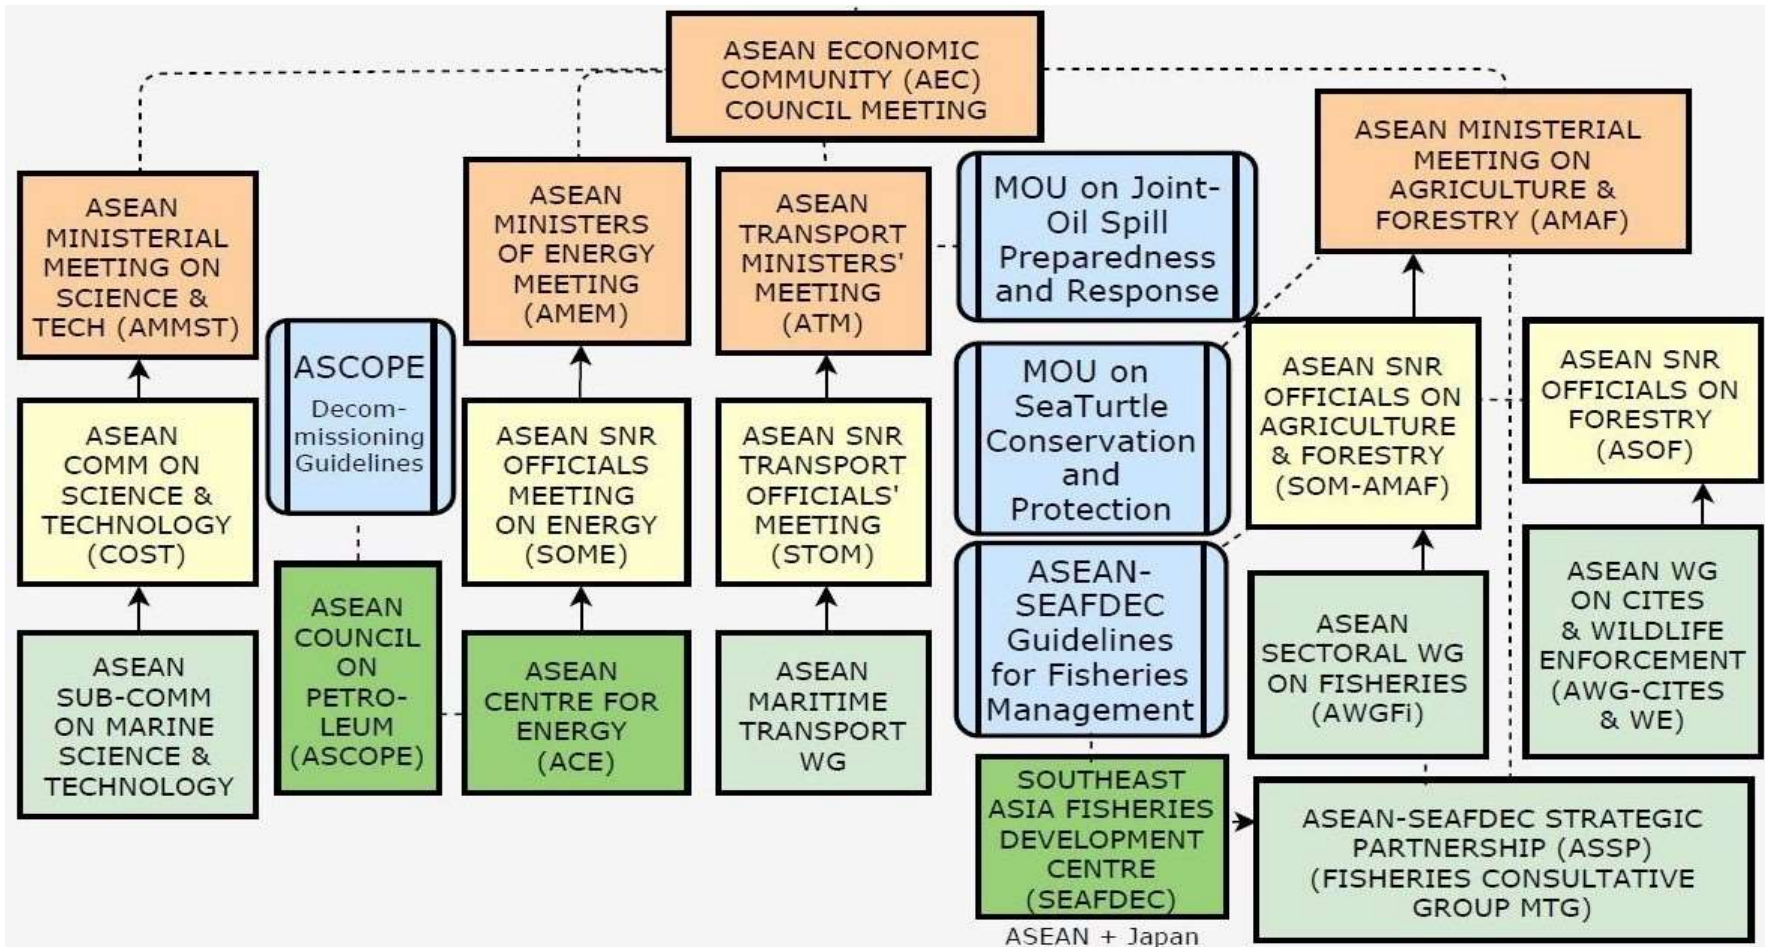 ASEAN ECONOMIC
COMMUNITY (AEC)
COUNCIL MEETING
ASEAN
MINISTERIAL
MEETING ON
SCIENCE &
TECH (AMMST)
ASEAN
MINISTERS
OF ENERGY
MEETING
(AMEM)
ASEAN
TRANSPORT
MINISTERS'
MEETING
(ATM)
MOU on Joint-
Oil Spill
Preparedness
and Response
ASEAN MINISTERIAL
MEETING ON
AGRICULTURE &
FORESTRY (AMAF)
ASCOPE
Decom-
missioning
Guidelines
ASEAN
COMM ON
SCIENCE &
TECHNOLOGY
(COST)
ASEAN SNR
OFFICIALS
MEETING
ON ENERGY
(SOME)
ASEAN SNR
TRANSPORT
OFFICIALS'
MEETING
(STOM)
MOU on
SeaTurtle
Conservation
and
Protection
ASEAN SNR
OFFICIALS ON
AGRICULTURE
& FORESTRY
(SOM-AMAF)
ASEAN SNR
OFFICIALS ON
FORESTRY
(ASOF)
ASEAN
SUB-COMM
ON MARINE
SCIENCE &
TECHNOLOGY
ASEAN
COUNCIL
ON
PETRO-
LEUM
(ASCOPE)
ASEAN
CENTRE FOR
ENERGY
(ACE)
ASEAN
MARITIME
TRANSPORT
WG
ASEAN-
SEAFDEC
Guidelines
for Fisheries
Management
ASEAN
SECTORAL WG
ON FISHERIES
(AWGFi)
ASEAN WG
ON CITES
& WILDLIFE
ENFORCEMENT
(AWG-CITES
& WE)
SOUTHEAST
ASIA FISHERIES
DEVELOPMENT
CENTRE
(SEAFDEC)
ASEAN + Japan
ASEAN-SEAFDEC STRATEGIC
PARTNERSHIP (ASSP)
(FISHERIES CONSULTATIVE
GROUP MTG)